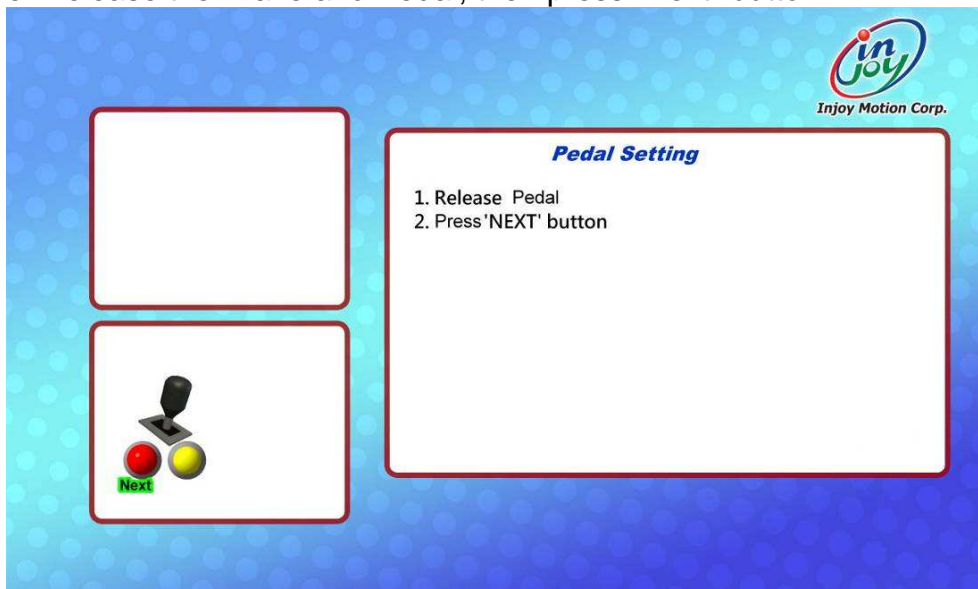 in
joy
Injoy Motion Corp.
Pedal Setting
1. Release Pedal
2. Press 'NEXT' button
Next